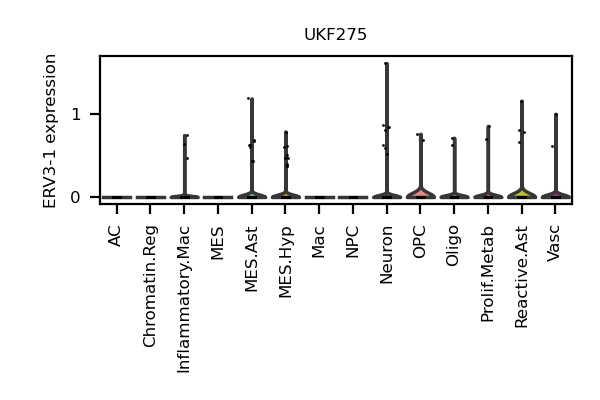 UKF275
ERV3-1 expression
1
0
AC
Chromatin.Reg
Inflammatory.Mac
MES
MES.Ast
MES.Hyp
Mac
NPC
Neuron
OPC
Oligo
Prolif.Metab
Reactive.Ast
Vasc